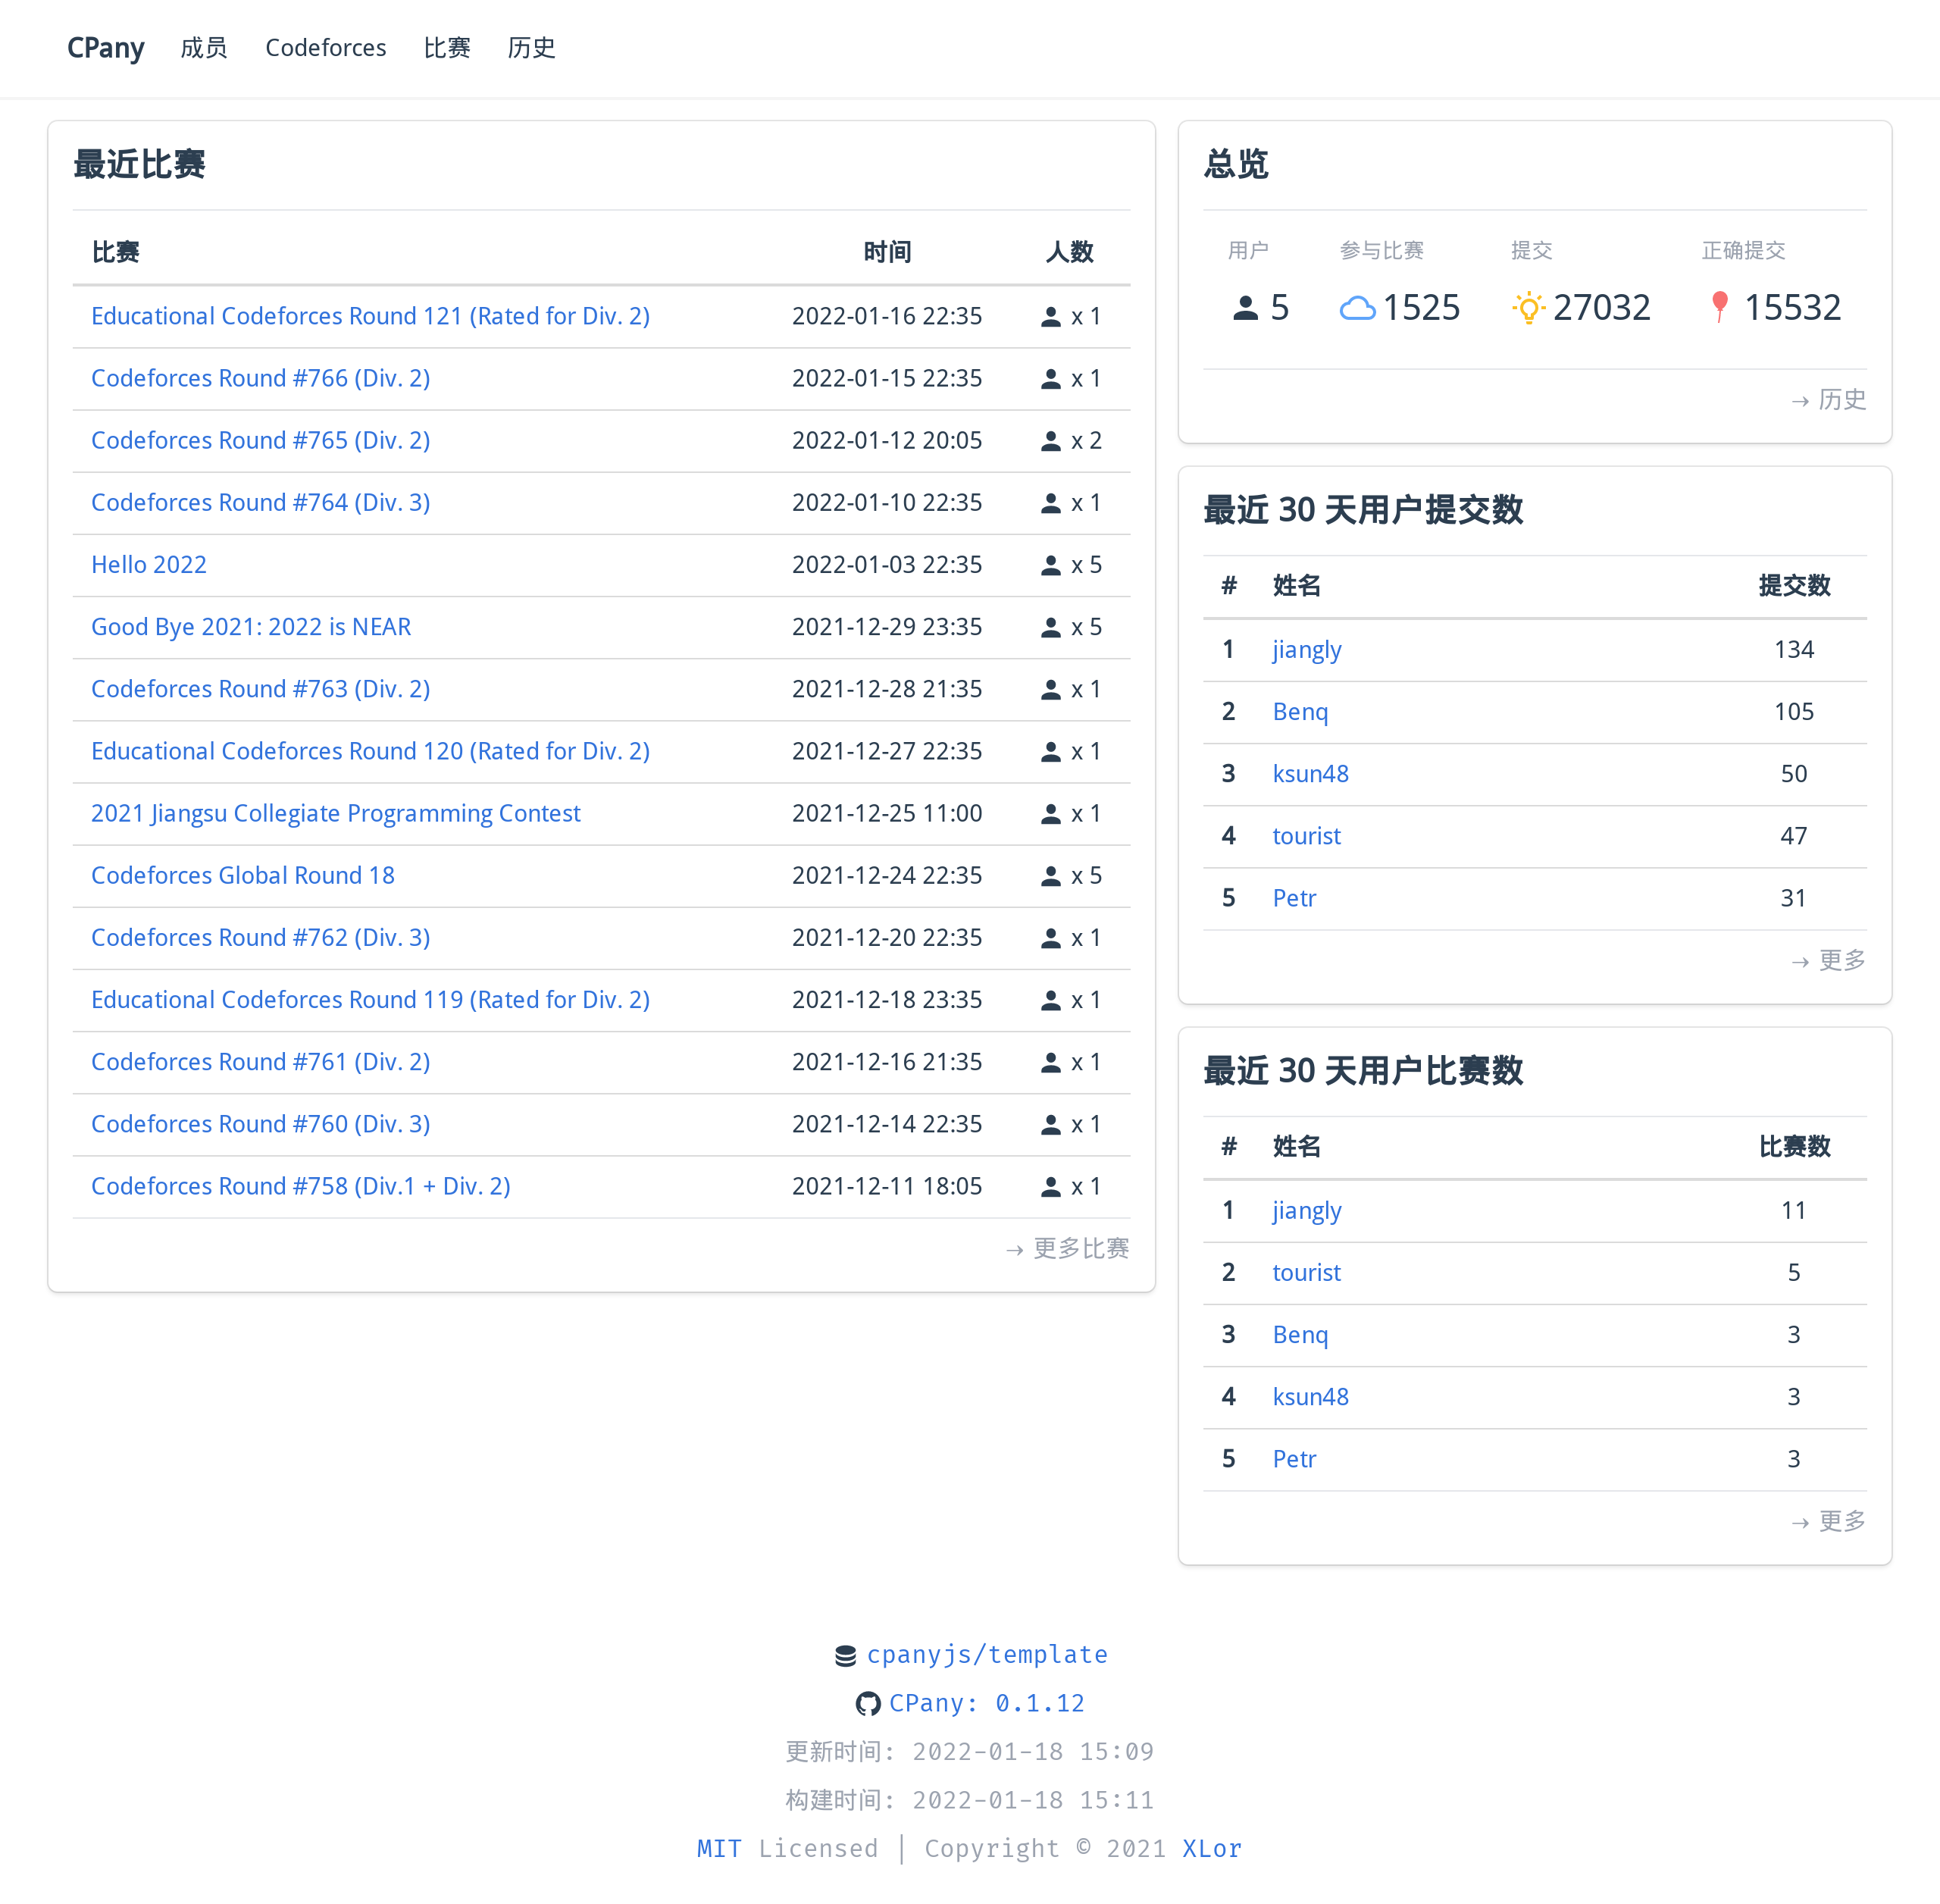 CPany 成员 Codeforces 比赛 历史
最近比赛
比赛 时间 人数
Educational Codeforces Round 121 (Rated for Div. 2) 2022-01-16 22:35 x 1
Codeforces Round #766 (Div. 2) 2022-01-15 22:35 x 1
Codeforces Round #765 (Div. 2) 2022-01-12 20:05 x 2
Codeforces Round #764 (Div. 3) 2022-01-10 22:35 x 1
Hello 2022 2022-01-03 22:35 x 5
Good Bye 2021: 2022 is NEAR 2021-12-29 23:35 x 5
Codeforces Round #763 (Div. 2) 2021-12-28 21:35 x 1
Educational Codeforces Round 120 (Rated for Div. 2) 2021-12-27 22:35 x 1
2021 Jiangsu Collegiate Programming Contest 2021-12-25 11:00 x 1
Codeforces Global Round 18 2021-12-24 22:35 x 5
Codeforces Round #762 (Div. 3) 2021-12-20 22:35 x 1
Educational Codeforces Round 119 (Rated for Div. 2) 2021-12-18 23:35 x 1
Codeforces Round #761 (Div. 2) 2021-12-16 21:35 x 1
Codeforces Round #760 (Div. 3) 2021-12-14 22:35 x 1
Codeforces Round #758 (Div.1 + Div. 2) 2021-12-11 18:05 x 1
→ 更多比赛
总览
用户 参与比赛 提交 正确提交
5 1525 27032 15532
→ 历史
最近 30 天用户提交数
# 姓名 提交数
1 jiangly 134
2 Benq 105
3 ksun48 50
4 tourist 47
5 Petr 31
→ 更多
最近 30 天用户比赛数
# 姓名 比赛数
1 jiangly 11
2 tourist 5
3 Benq 3
4 ksun48 3
5 Petr 3
→ 更多
cpanyjs/template
CPany: 0.1.12
更新时间: 2022-01-18 15:09
构建时间: 2022-01-18 15:11
MIT Licensed | Copyright © 2021 XLor